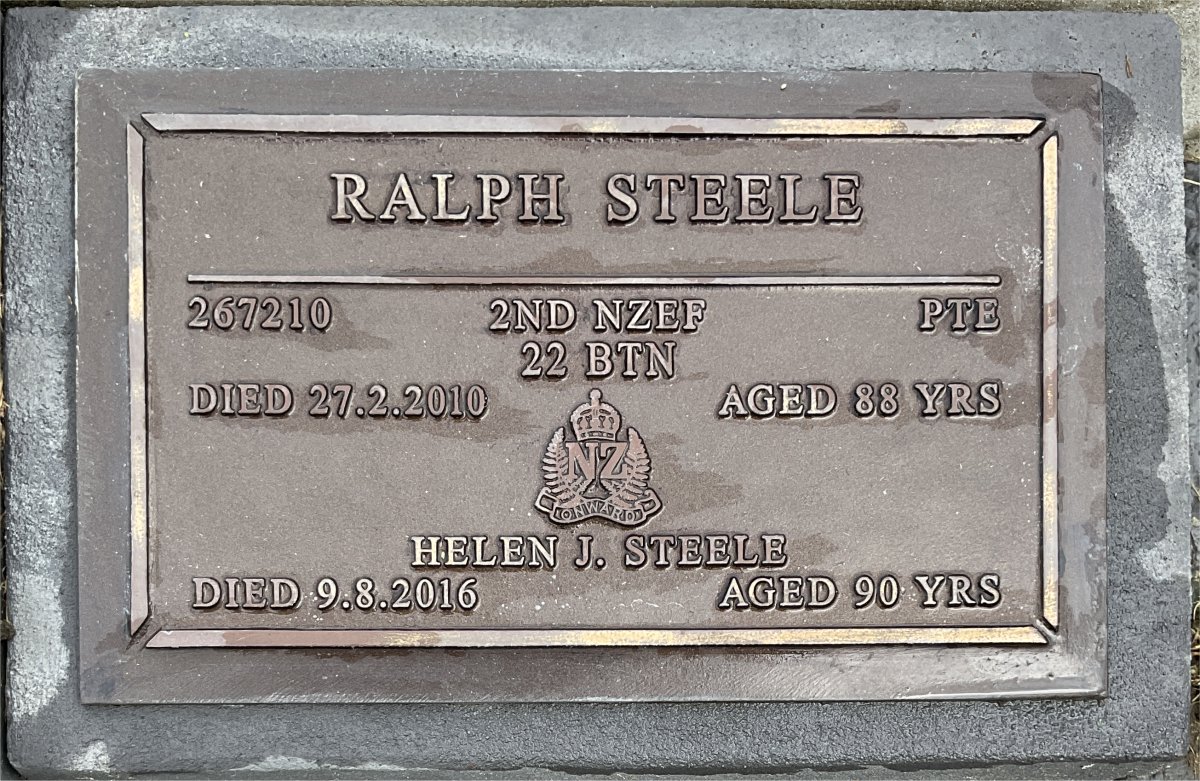 RALPH STEELE
267210 2ND NZEF PTE
22 BTN
DIED 27.2.2010 AGED 88 YRS
NZ
ONWARD
HELEN J. STEELE
DIED 9.8.2016 AGED 90 YRS